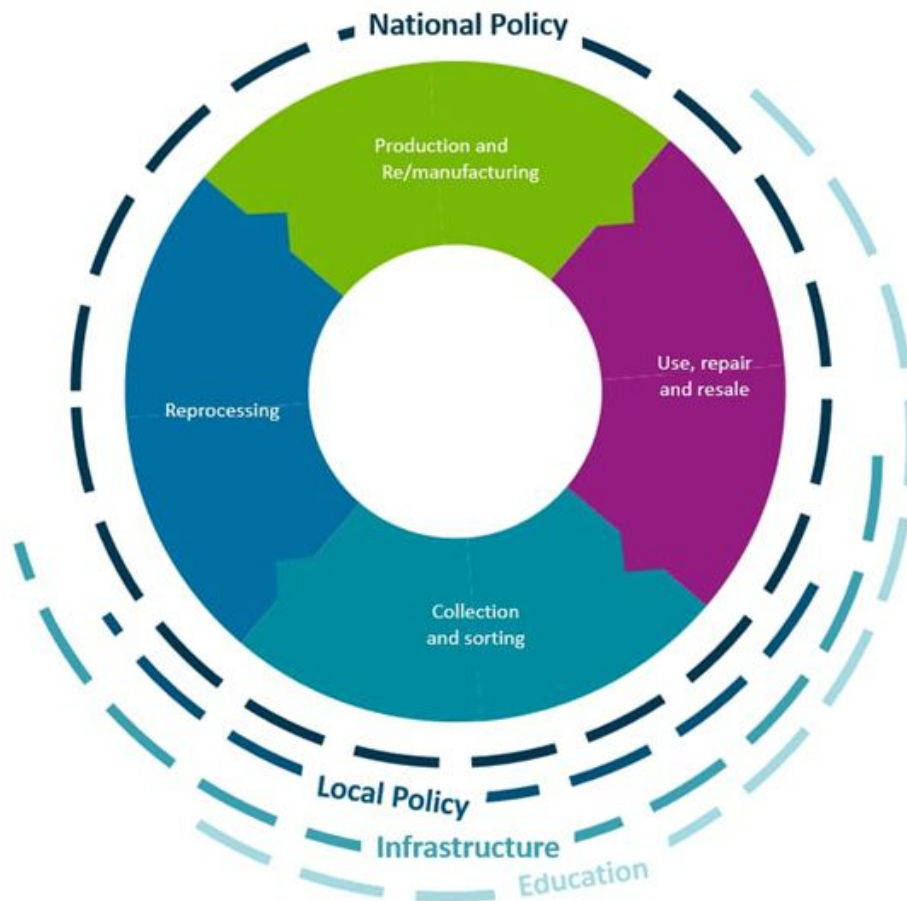 National Policy
Production and
Re/manufacturing
Use, repair
and resale
Reprocessing
Collection
and sorting
Local Policy
Infrastructure
Education